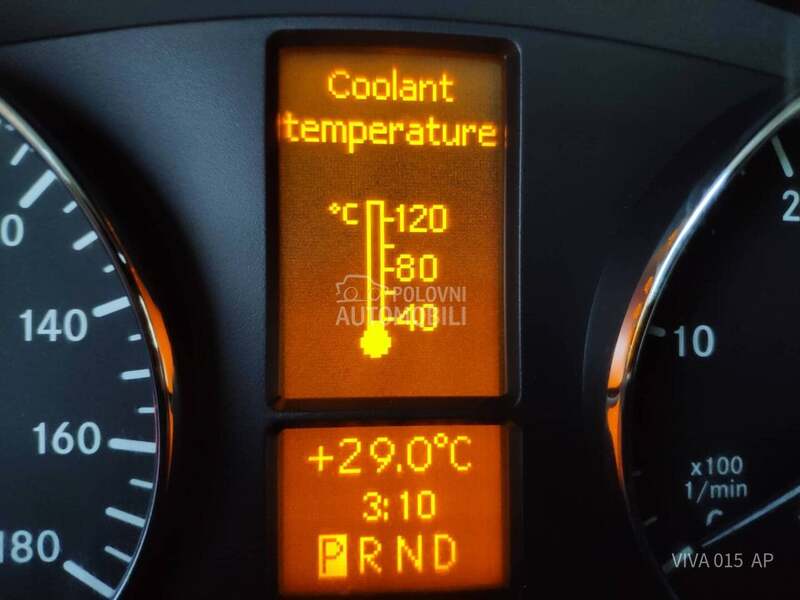 Coolant
temperature
°C
120
80
40
POLOVNI
AUTOMOBILI
+29.0°C
3:10
P R N D
140
160
180
10
x100
1/min
VIVA 015 AP